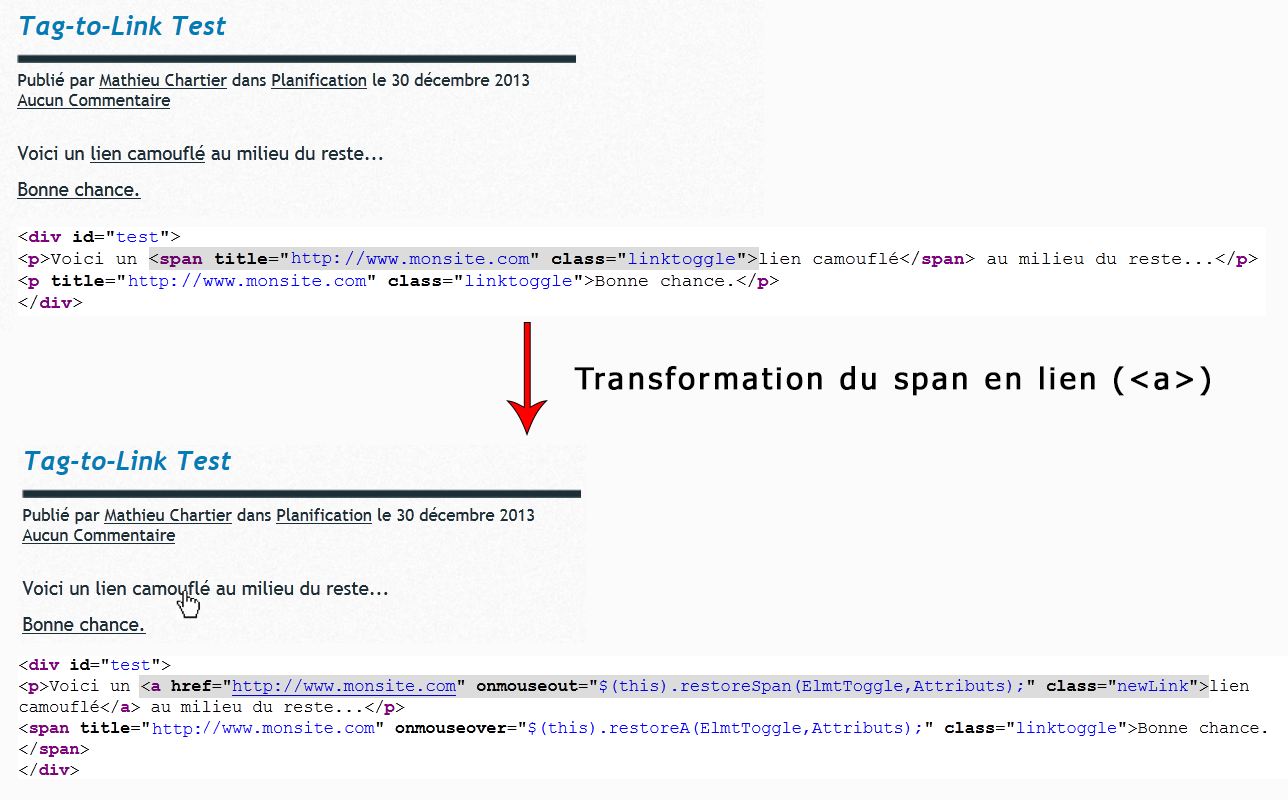 Tag-to-Link Test
Publié par Mathieu Chartier dans Planification le 30 décembre 2013
Aucun Commentaire
Voici un lien camouflé au milieu du reste...
Bonne chance.
<div id="test">
<p>Voici un <span title="http://www.monsite.com" class="linktoggle">lien camouflé</span> au milieu du reste...</p>
<p title="http://www.monsite.com" class="linktoggle">Bonne chance.</p>
</div>
Transformation du span en lien (<a>)
Tag-to-Link Test
Publié par Mathieu Chartier dans Planification le 30 décembre 2013
Aucun Commentaire
Voici un lien camouflé au milieu du reste...
Bonne chance.
<div id="test">
<p>Voici un <a href="http://www.monsite.com" onmouseout="$(this).restoreSpan(ElmtToggle,Attributs);" class="newLink">lien
camouflé</a> au milieu du reste...</p>
<span title="http://www.monsite.com" onmouseover="$(this).restoreA(ElmtToggle,Attributs);" class="linktoggle">Bonne chance.
</span>
</div>